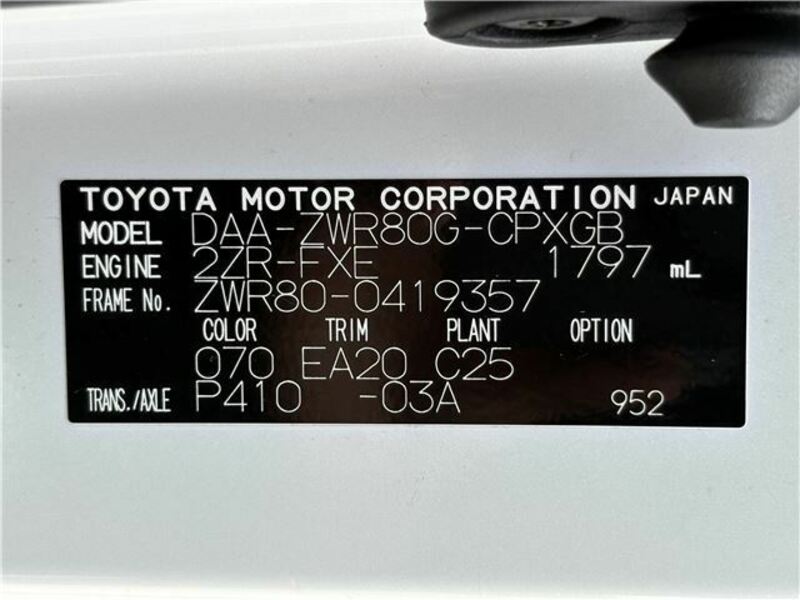 TOYOTA MOTOR CORPORATION JAPAN
MODEL DAA-ZWR80G-CPXGB
ENGINE 2ZR-FXE 1797 mL
FRAME No. ZWR80-0419357
COLOR TRIM PLANT OPTION
070 EA20 C25
TRANS./AXLE P410 -03A 952